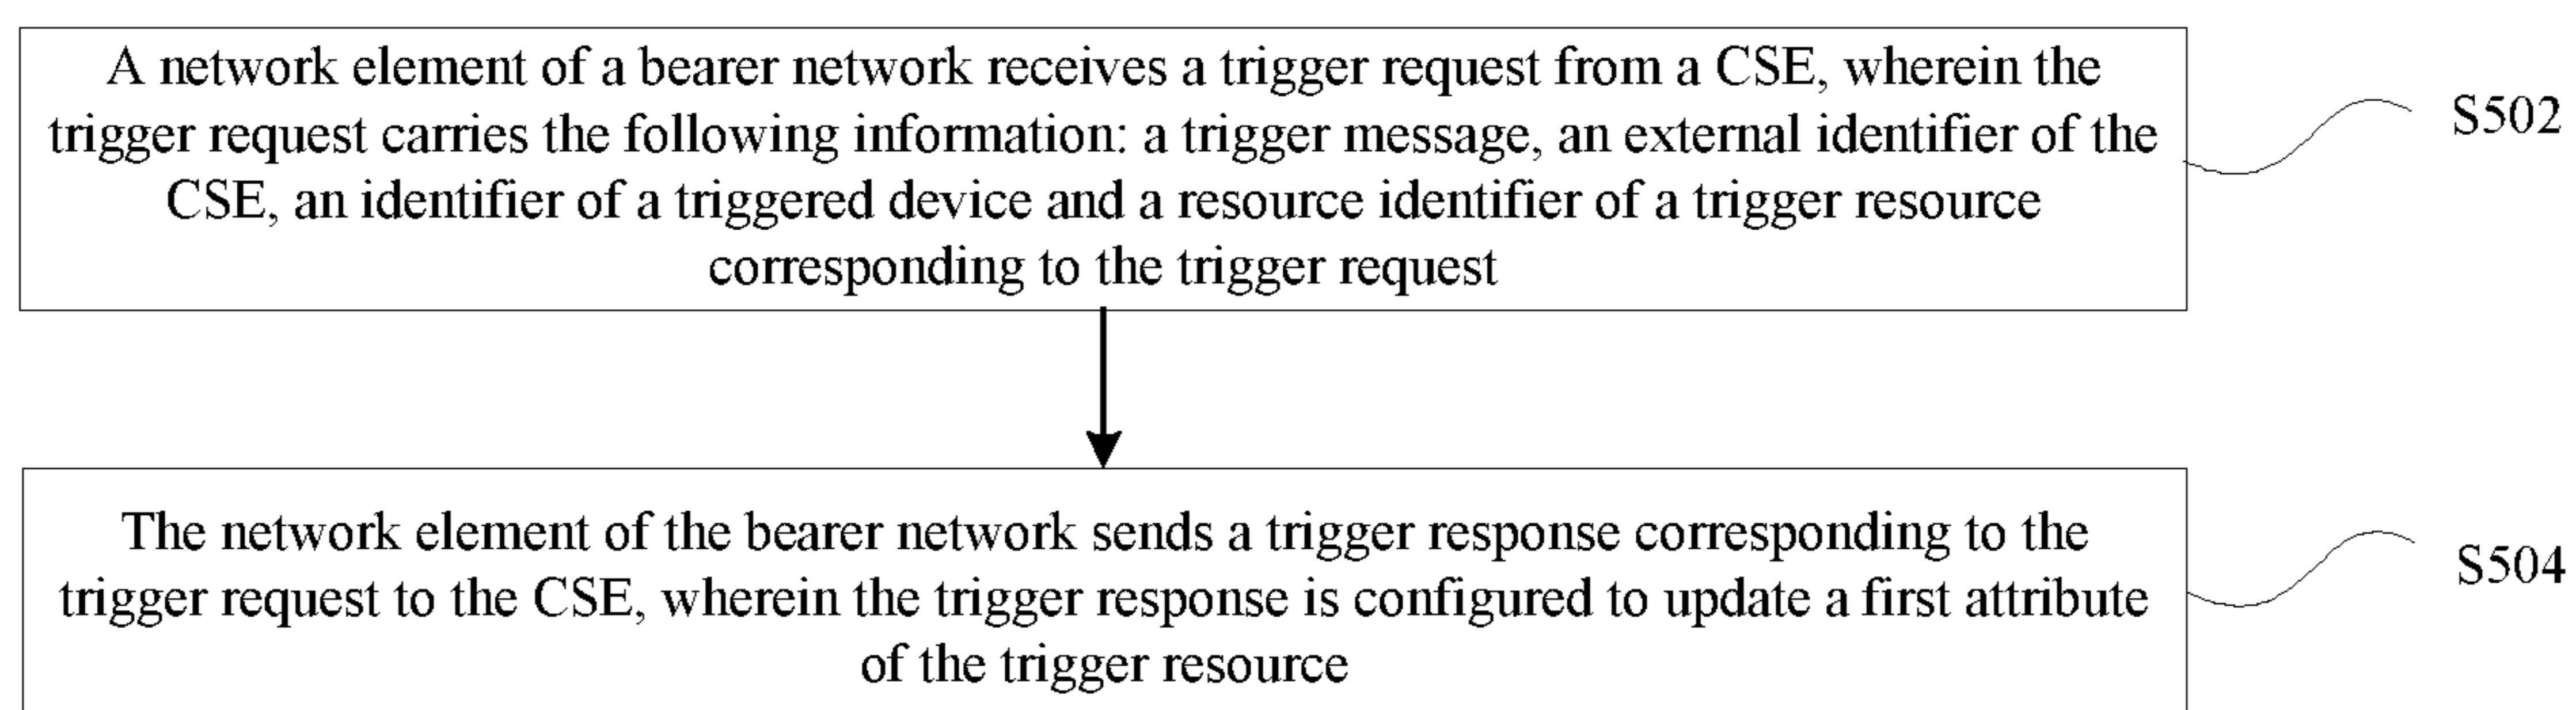 A network element of a bearer network receives a trigger request from a CSE, wherein the
trigger request carries the following information: a trigger message, an external identifier of the
CSE, an identifier of a triggered device and a resource identifier of a trigger resource
corresponding to the trigger request
S502
The network element of the bearer network sends a trigger response corresponding to the
trigger request to the CSE, wherein the trigger response is configured to update a first attribute
of the trigger resource
S504